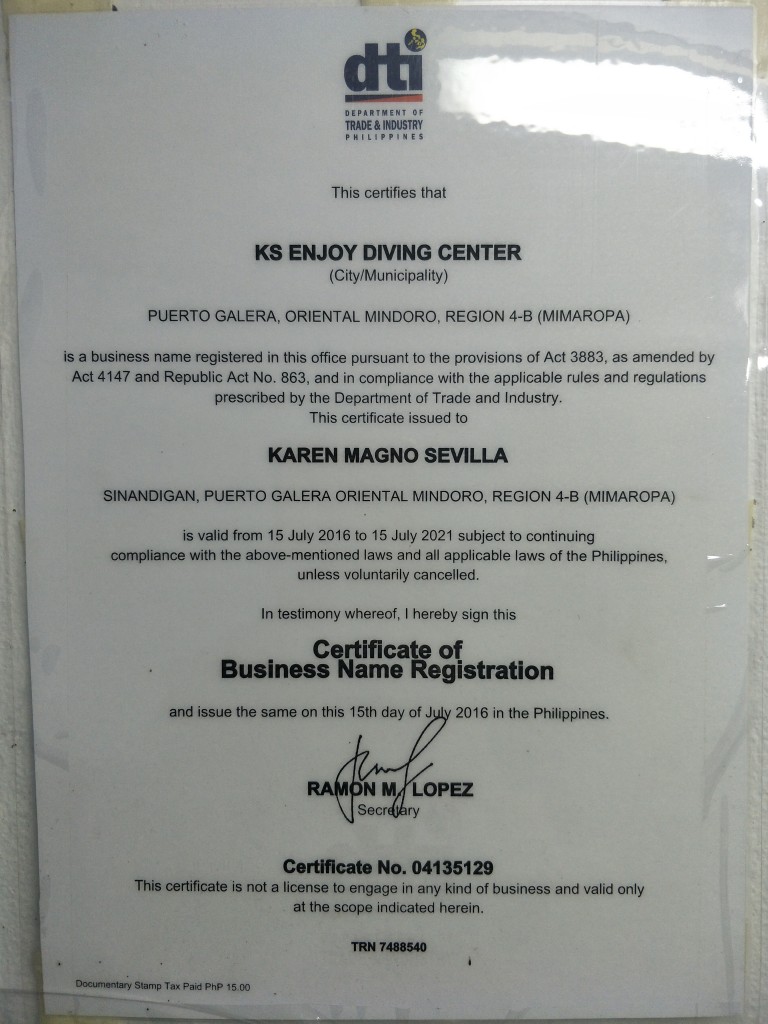 dti
DEPARTMENT OF
TRADE & INDUSTRY
PHILIPPINES
This certifies that
KS ENJOY DIVING CENTER
(City/Municipality)
PUERTO GALERA, ORIENTAL MINDORO, REGION 4-B (MIMAROPA)
is a business name registered in this office pursuant to the provisions of Act 3883, as amended by
Act 4147 and Republic Act No. 863, and in compliance with the applicable rules and regulations
prescribed by the Department of Trade and Industry.
This certificate issued to
KAREN MAGNO SEVILLA
SINANDIGAN, PUERTO GALERA ORIENTAL MINDORO, REGION 4-B (MIMAROPA)
is valid from 15 July 2016 to 15 July 2021 subject to continuing
compliance with the above-mentioned laws and all applicable laws of the Philippines,
unless voluntarily cancelled.
In testimony whereof, I hereby sign this
Certificate of
Business Name Registration
and issue the same on this 15th day of July 2016 in the Philippines.
RAMON M. LOPEZ
Secretary
Certificate No. 04135129
This certificate is not a license to engage in any kind of business and valid only
at the scope indicated herein.
TRN 7488540
Documentary Stamp Tax Paid PhP 15.00